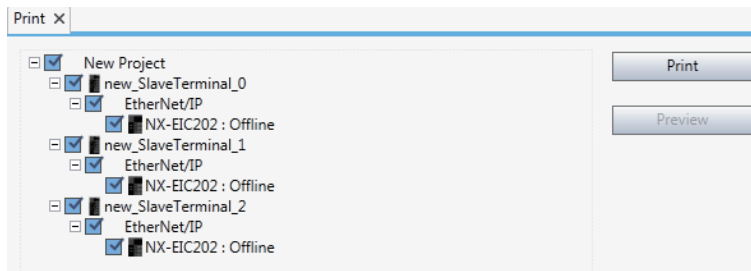 Print
New Project
Print
new_SlaveTerminal_0
EtherNet/IP
NX-EIC202 : Offline
Preview
new_SlaveTerminal_1
EtherNet/IP
NX-EIC202 : Offline
new_SlaveTerminal_2
EtherNet/IP
NX-EIC202 : Offline